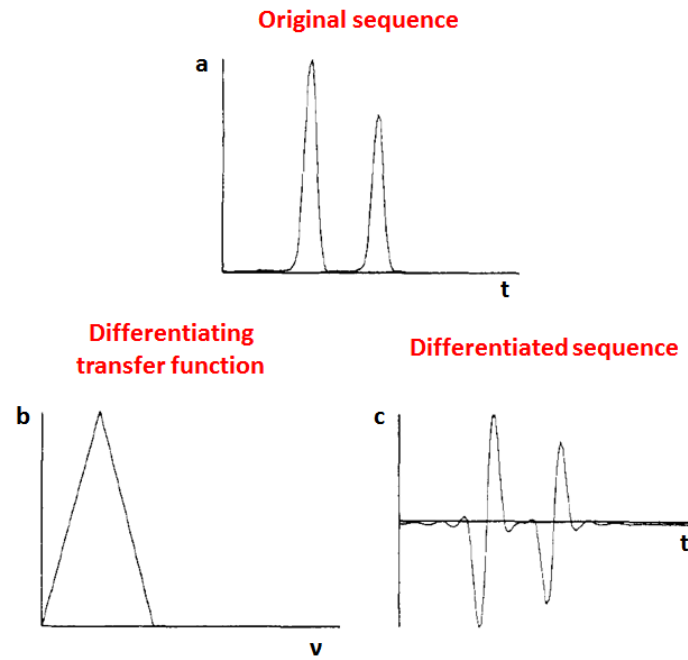 Original sequence
a
t
Differentiating
transfer function
Differentiated sequence
b
c
t
ν